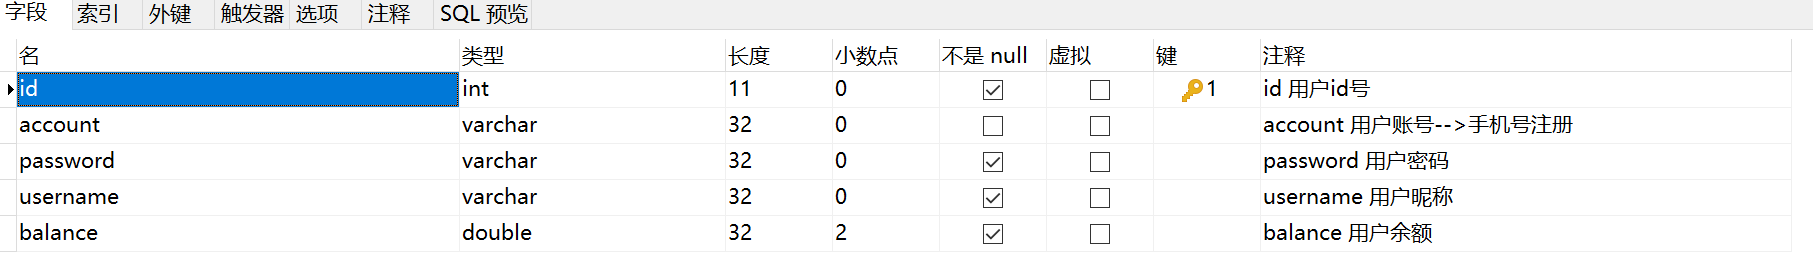 字段 索引 外键 触发器 选项 注释 SQL 预览
名 类型 长度 小数点 不是 null 虚拟 键 注释
id int 11 0 1 id 用户id号
account varchar 32 0 account 用户账号-->手机号注册
password varchar 32 0 password 用户密码
username varchar 32 0 username 用户昵称
balance double 32 2 balance 用户余额